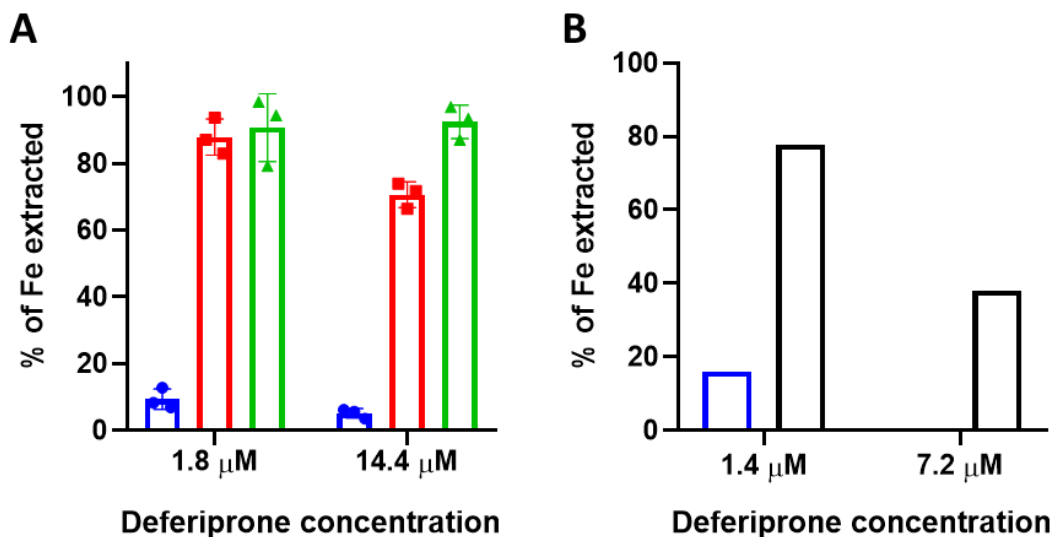 A
% of Fe extracted
100
80
60
40
20
0
1.8 μM
14.4 μM
Deferiprone concentration
B
% of Fe extracted
100
80
60
40
20
0
1.4 μM
7.2 μM
Deferiprone concentration